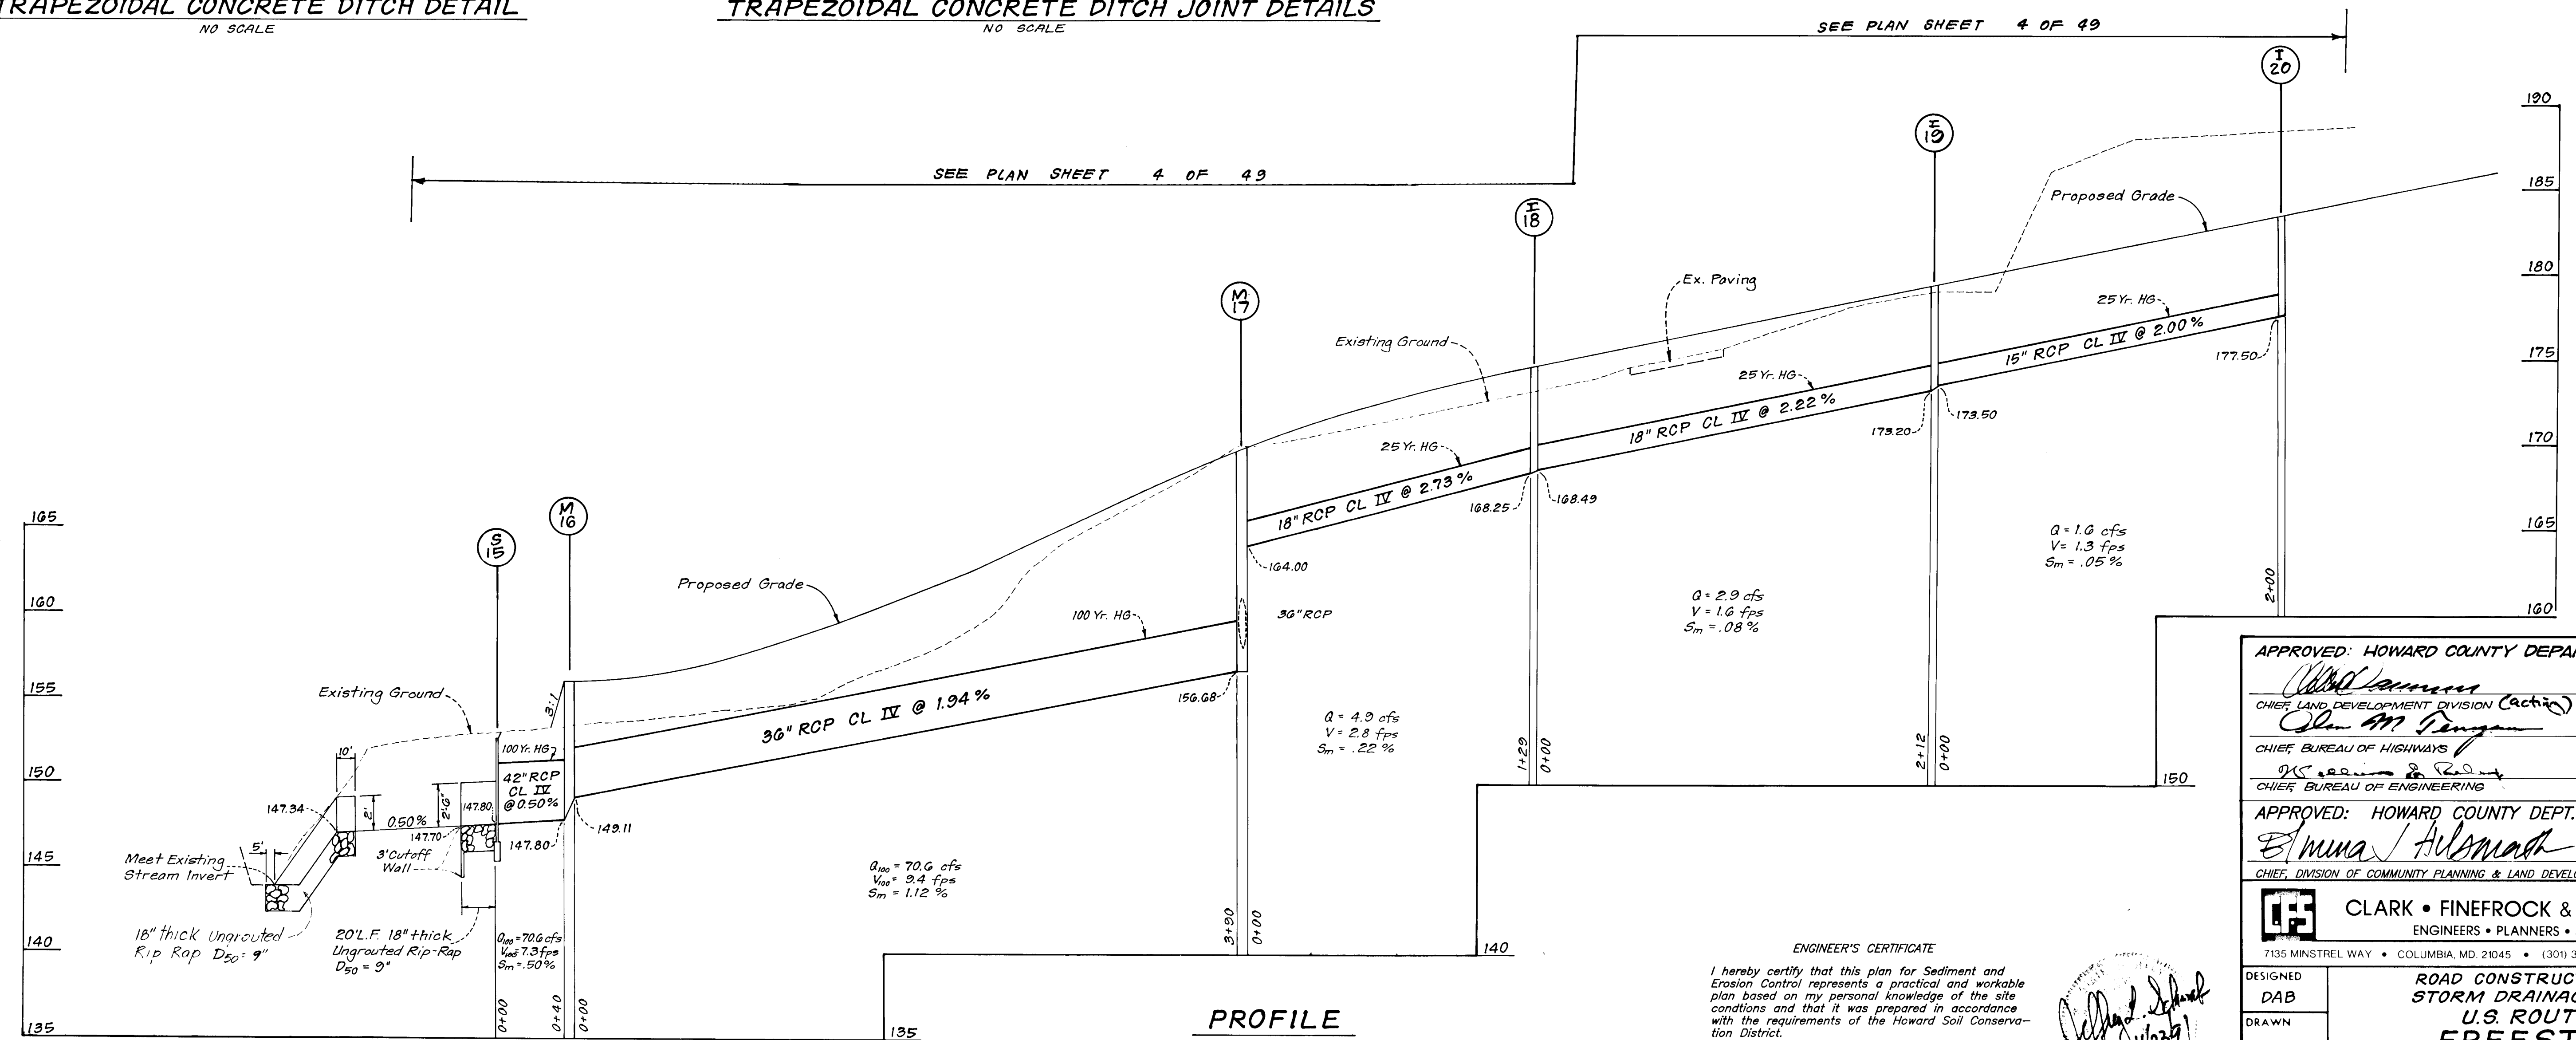 TRAPEZOIDAL CONCRETE DITCH DETAIL
NO SCALE
TRAPEZOIDAL CONCRETE DITCH JOINT DETAILS
NO SCALE
SEE PLAN SHEET 4 OF 49
SEE PLAN SHEET 4 OF 49
I
20
I
19
I
18
M
17
M
16
S
15
190
185
180
175
170
165
160
150
140
135
165
160
155
150
145
140
135
Proposed Grade
Ex. Paving
Existing Ground
25 Yr. HG
15" RCP CL IV @ 2.00%
177.50
25 Yr. HG
18" RCP CL IV @ 2.22%
173.20
173.50
25 Yr. HG
18" RCP CL IV @ 2.73%
168.25
168.49
164.00
36" RCP
Proposed Grade
100 Yr. HG
36" RCP CL IV @ 1.94%
156.68
Existing Ground
3:1
100 Yr. HG
42" RCP
CL IV
@ 0.50%
10'
147.34
2'
0.50%
2'-6"
147.80
147.70
147.80
149.11
5'
Meet Existing
Stream Invert
3' Cutoff
Wall
18" thick Ungrouted
Rip Rap D50 = 9"
20' L.F. 18" thick
Ungrouted Rip-Rap
D50 = 9"
Q100 = 70.6 cfs
V100 = 7.3 fps
Sm = .50%
Q100 = 70.6 cfs
V100 = 9.4 fps
Sm = 1.12 %
Q = 4.9 cfs
V = 2.8 fps
Sm = .22 %
Q = 2.9 cfs
V = 1.6 fps
Sm = .08 %
Q = 1.6 cfs
V = 1.3 fps
Sm = .05 %
0+00
0+40
0+00
3+90
0+00
1+29
0+00
2+12
0+00
2+00
PROFILE
ENGINEER'S CERTIFICATE
I hereby certify that this plan for Sediment and
Erosion Control represents a practical and workable
plan based on my personal knowledge of the site
condtions and that it was prepared in accordance
with the requirements of the Howard Soil Conserva-
tion District.
APPROVED: HOWARD COUNTY DEPA
CHIEF, LAND DEVELOPMENT DIVISION (acting)
CHIEF, BUREAU OF HIGHWAYS
CHIEF, BUREAU OF ENGINEERING
APPROVED: HOWARD COUNTY DEPT.
CHIEF, DIVISION OF COMMUNITY PLANNING & LAND DEVEL
CFS
CLARK • FINEFROCK &
ENGINEERS • PLANNERS •
7135 MINSTREL WAY • COLUMBIA, MD. 21045 • (301) 3
DESIGNED
DAB
DRAWN
ROAD CONSTRUC
STORM DRAINA
U.S. ROUT
FREEST